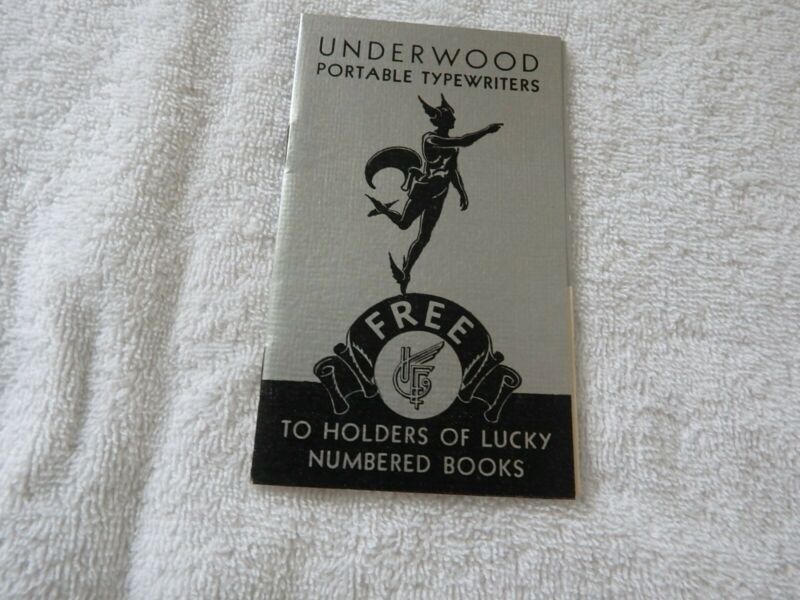 UNDERWOOD
PORTABLE TYPEWRITERS
FREE
TO HOLDERS OF LUCKY
NUMBERED BOOKS